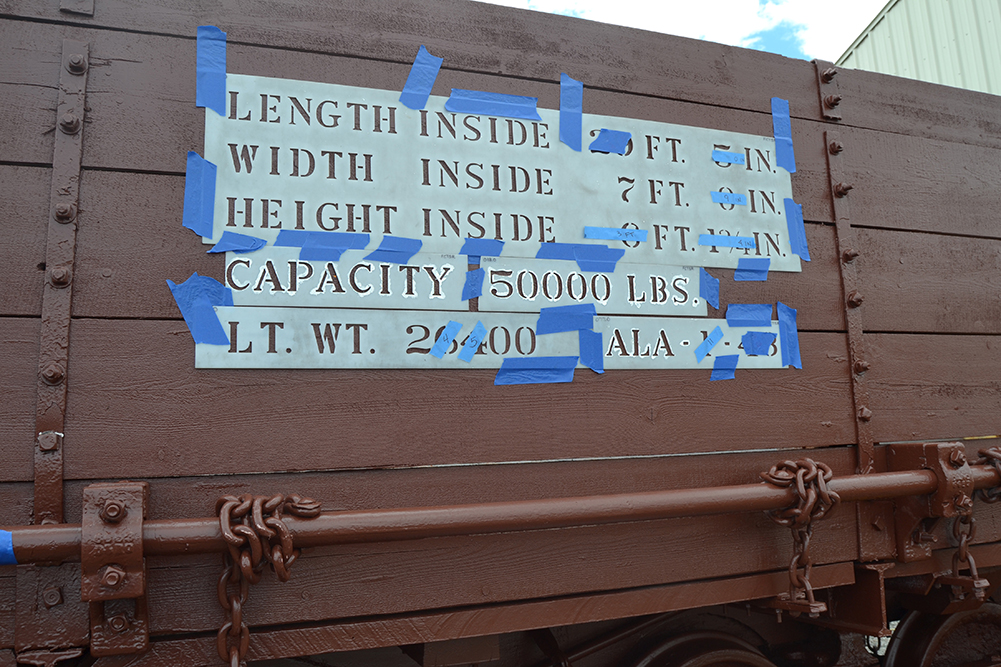 LENGTH INSIDE FT. IN.
WIDTH INSIDE 7 FT. IN.
HEIGHT INSIDE FT. IN.
CAPACITY 50000 LBS.
LT. WT.
ALA -